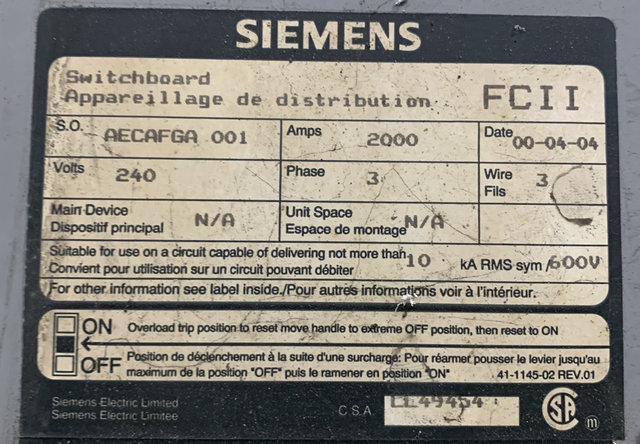 SIEMENS
Switchboard
Appareillage de distribution FCII
S.O. AECAFGA 001 Amps 2000 Date 00-04-04
Volts 240 Phase 3 Wire Fils 3
Main Device Dispositif principal N/A Unit Space Espace de montage N/A
Suitable for use on a circuit capable of delivering not more than
Convient pour utilisation sur un circuit pouvant débiter 10 kA RMS sym /600V
For other information see label inside./Pour autres informations voir à l'intérieur.
ON Overload trip position to reset move handle to extreme OFF position, then reset to ON
OFF Position de déclenchement à la suite d'une surcharge: Pour réarmer pousser le levier jusqu'au
maximum de la position "OFF" puis le ramener en position "ON" 41-1145-02 REV.01
Siemens Electric Limited
Siemens Electric Limitee
CSA LL49454
SA
m